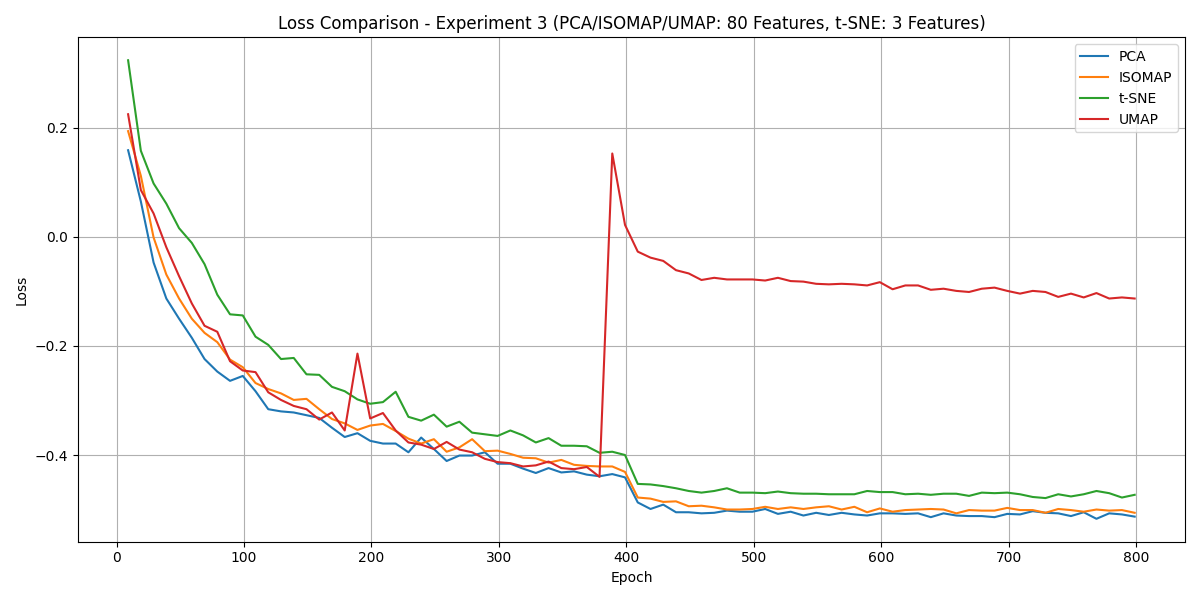 Loss Comparison - Experiment 3 (PCA/ISOMAP/UMAP: 80 Features, t-SNE: 3 Features)
PCA
ISOMAP
t-SNE
UMAP
0.2
0.0
−0.2
−0.4
Loss
0 100 200 300 400 500 600 700 800
Epoch